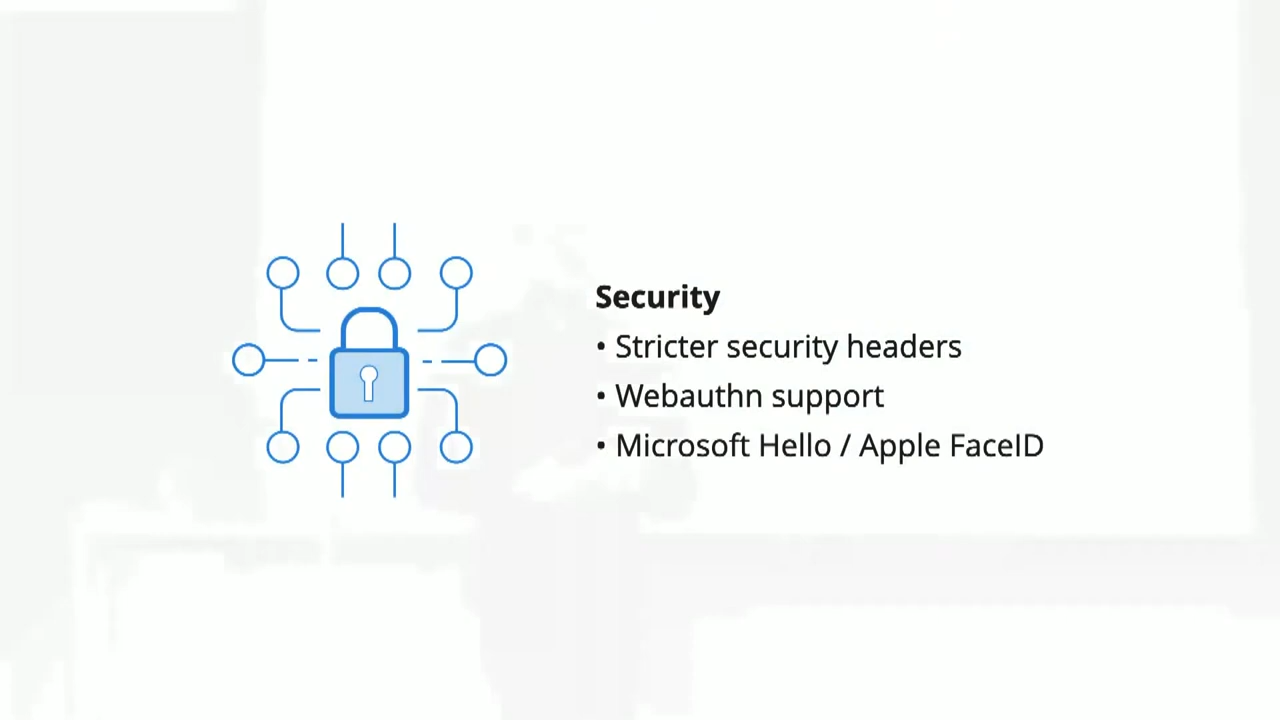 Security
• Stricter security headers
• Webauthn support
• Microsoft Hello / Apple FaceID